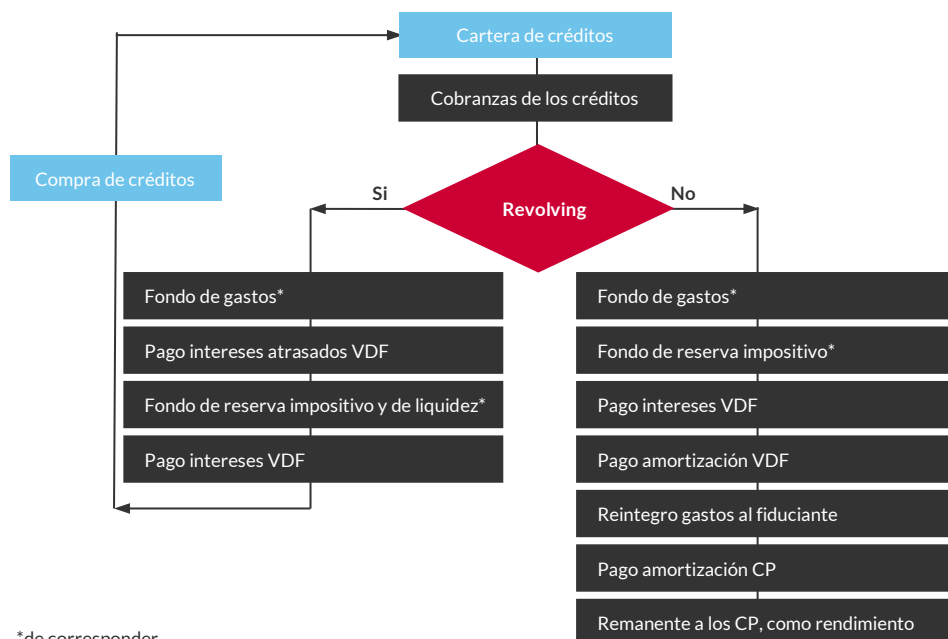 Cartera de créditos
Cobranzas de los créditos
Compra de créditos
Si
No
Revolving
Fondo de gastos*
Pago intereses atrasados VDF
Fondo de reserva impositivo y de liquidez*
Pago intereses VDF
Fondo de gastos*
Fondo de reserva impositivo*
Pago intereses VDF
Pago amortización VDF
Reintegro gastos al fiduciante
Pago amortización CP
Remanente a los CP, como rendimiento
*de corresponder